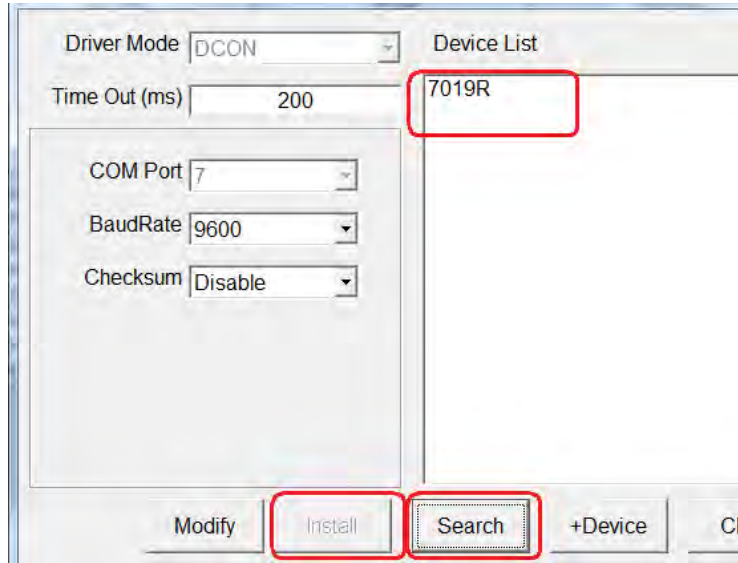 Driver Mode DCON
Device List
Time Out (ms) 200
7019R
COM Port 7
BaudRate 9600
Checksum Disable
Modify Install Search +Device